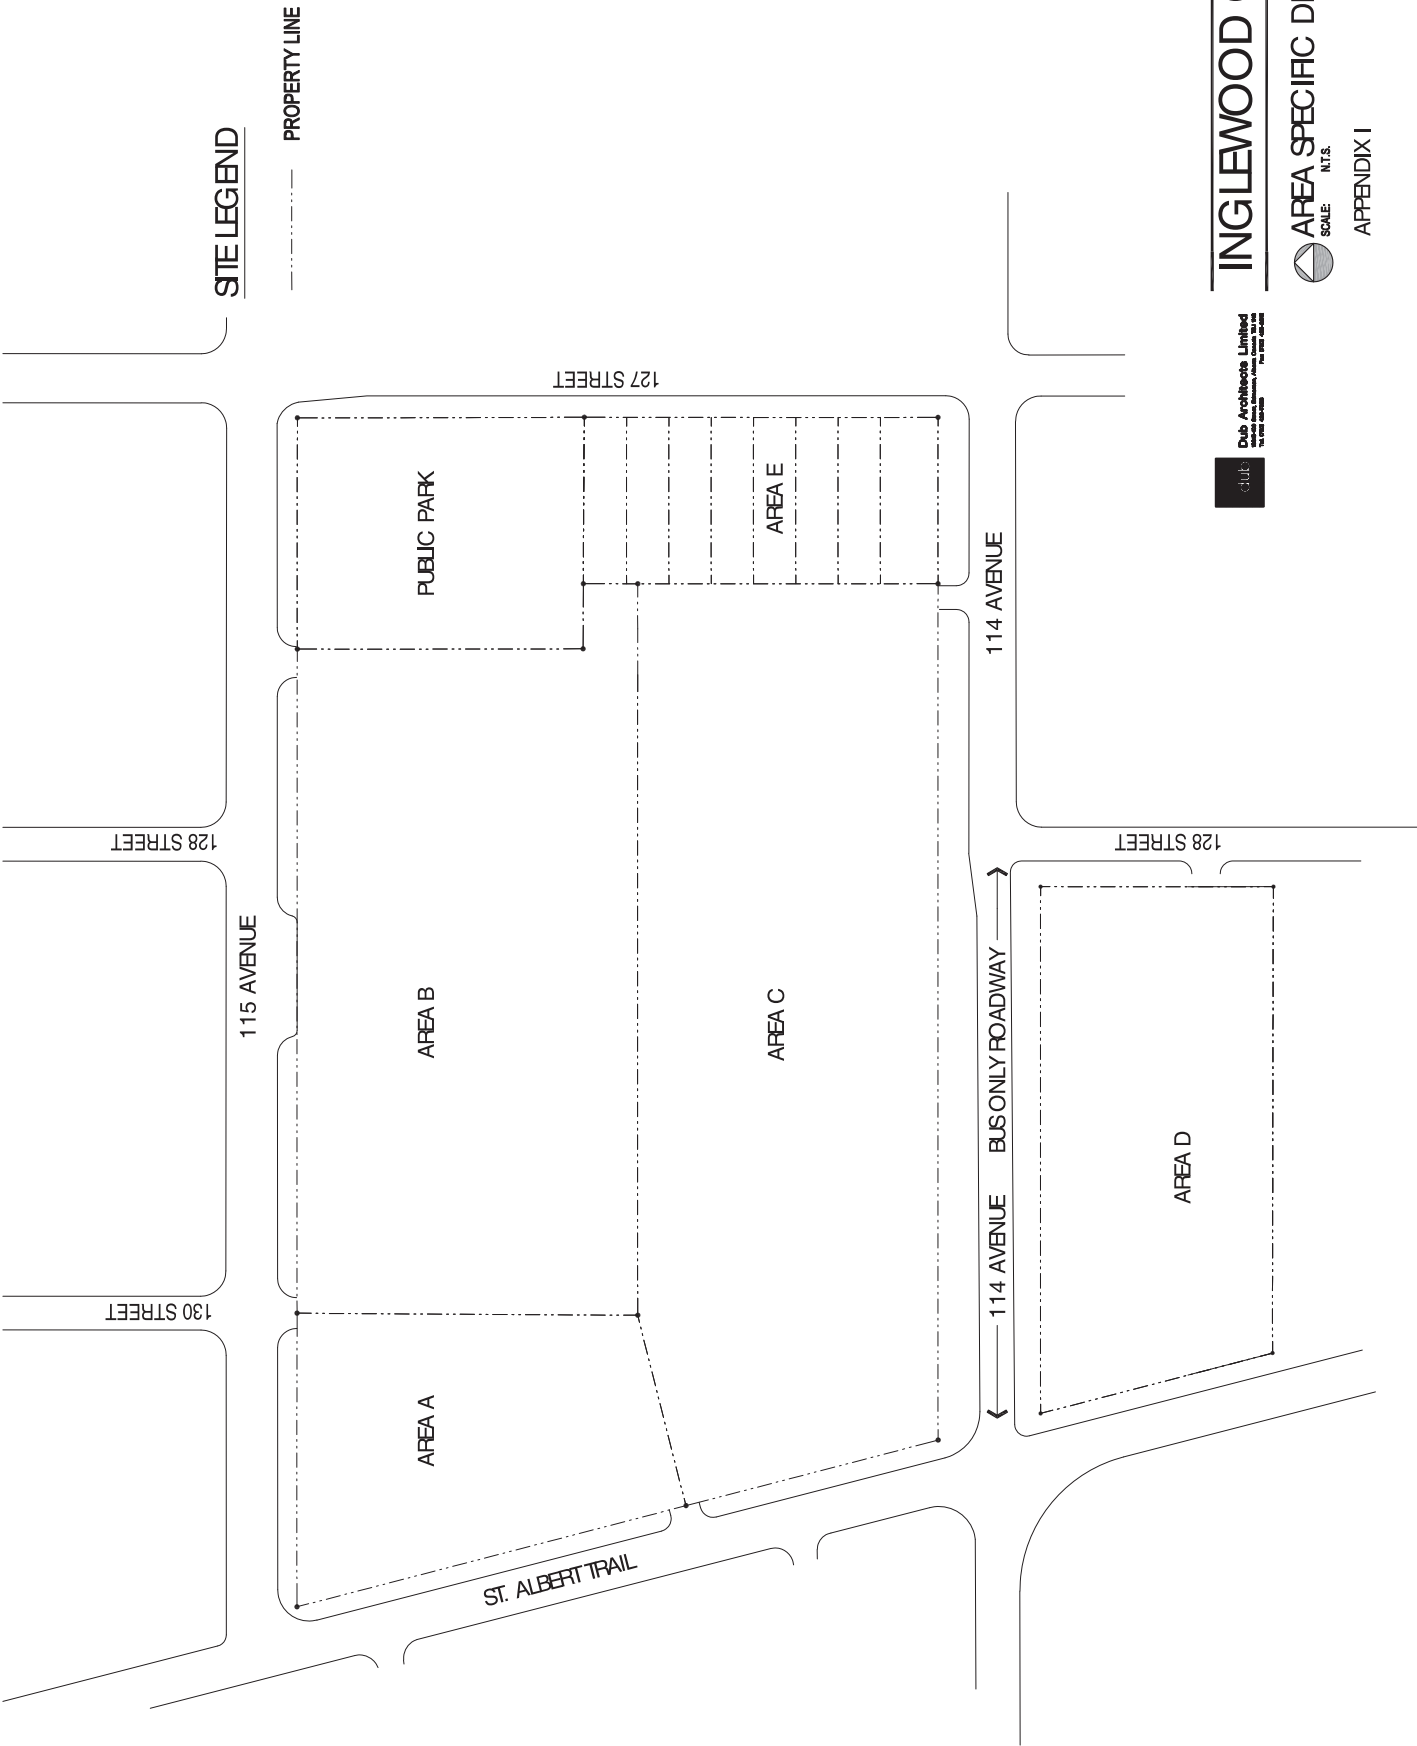 SITE LEGEND
PROPERTY LINE
127 STREET
PUBLIC PARK
AREA E
114 AVENUE
128 STREET
128 STREET
115 AVENUE
AREA B
AREA C
BUS ONLY ROADWAY
114 AVENUE
AREA D
130 STREET
AREA A
ST. ALBERT TRAIL
INGLEWOOD
AREA SPECIFIC
SCALE: N.T.S.
APPENDIX I
dub
Dub Architects Limited